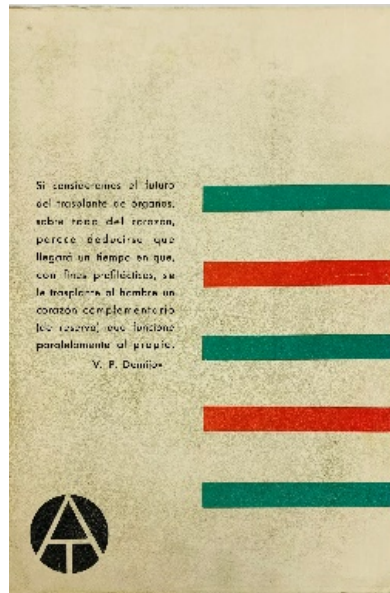 Si consideramos el futuro
del trasplante de órganos,
sobre todo del corazón,
parece deducirse que
llegará un tiempo en que,
con fines profilácticos, se
le trasplante al hombre un
corazón complementario
(de reserva) que funcione
paralelamente al propio.
V. P. Demijov
AT